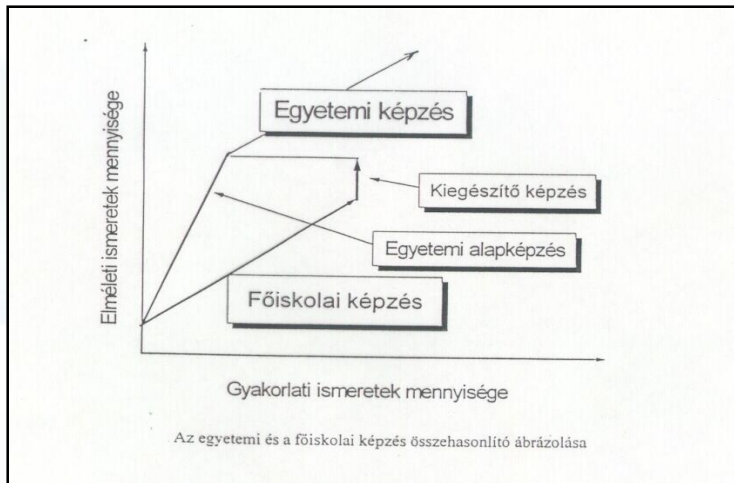 Elméleti ismeretek mennyisége
Egyetemi képzés
Kiegészítő képzés
Egyetemi alapképzés
Főiskolai képzés
Gyakorlati ismeretek mennyisége
Az egyetemi és a főiskolai képzés összehasonlító ábrázolása